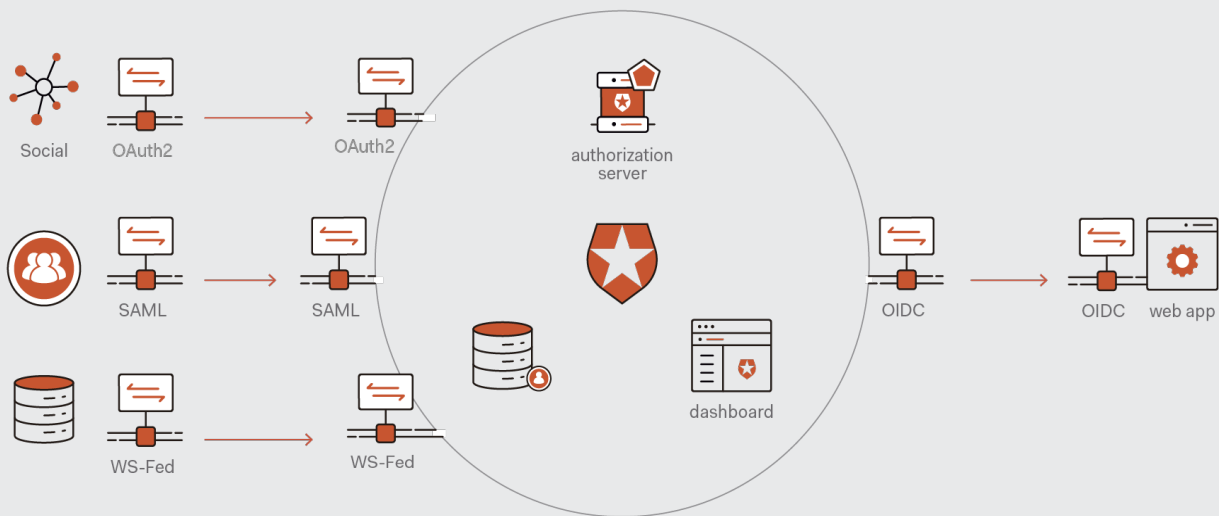 Social
OAuth2
OAuth2
authorization
server
SAML
SAML
OIDC
OIDC
web app
dashboard
WS-Fed
WS-Fed